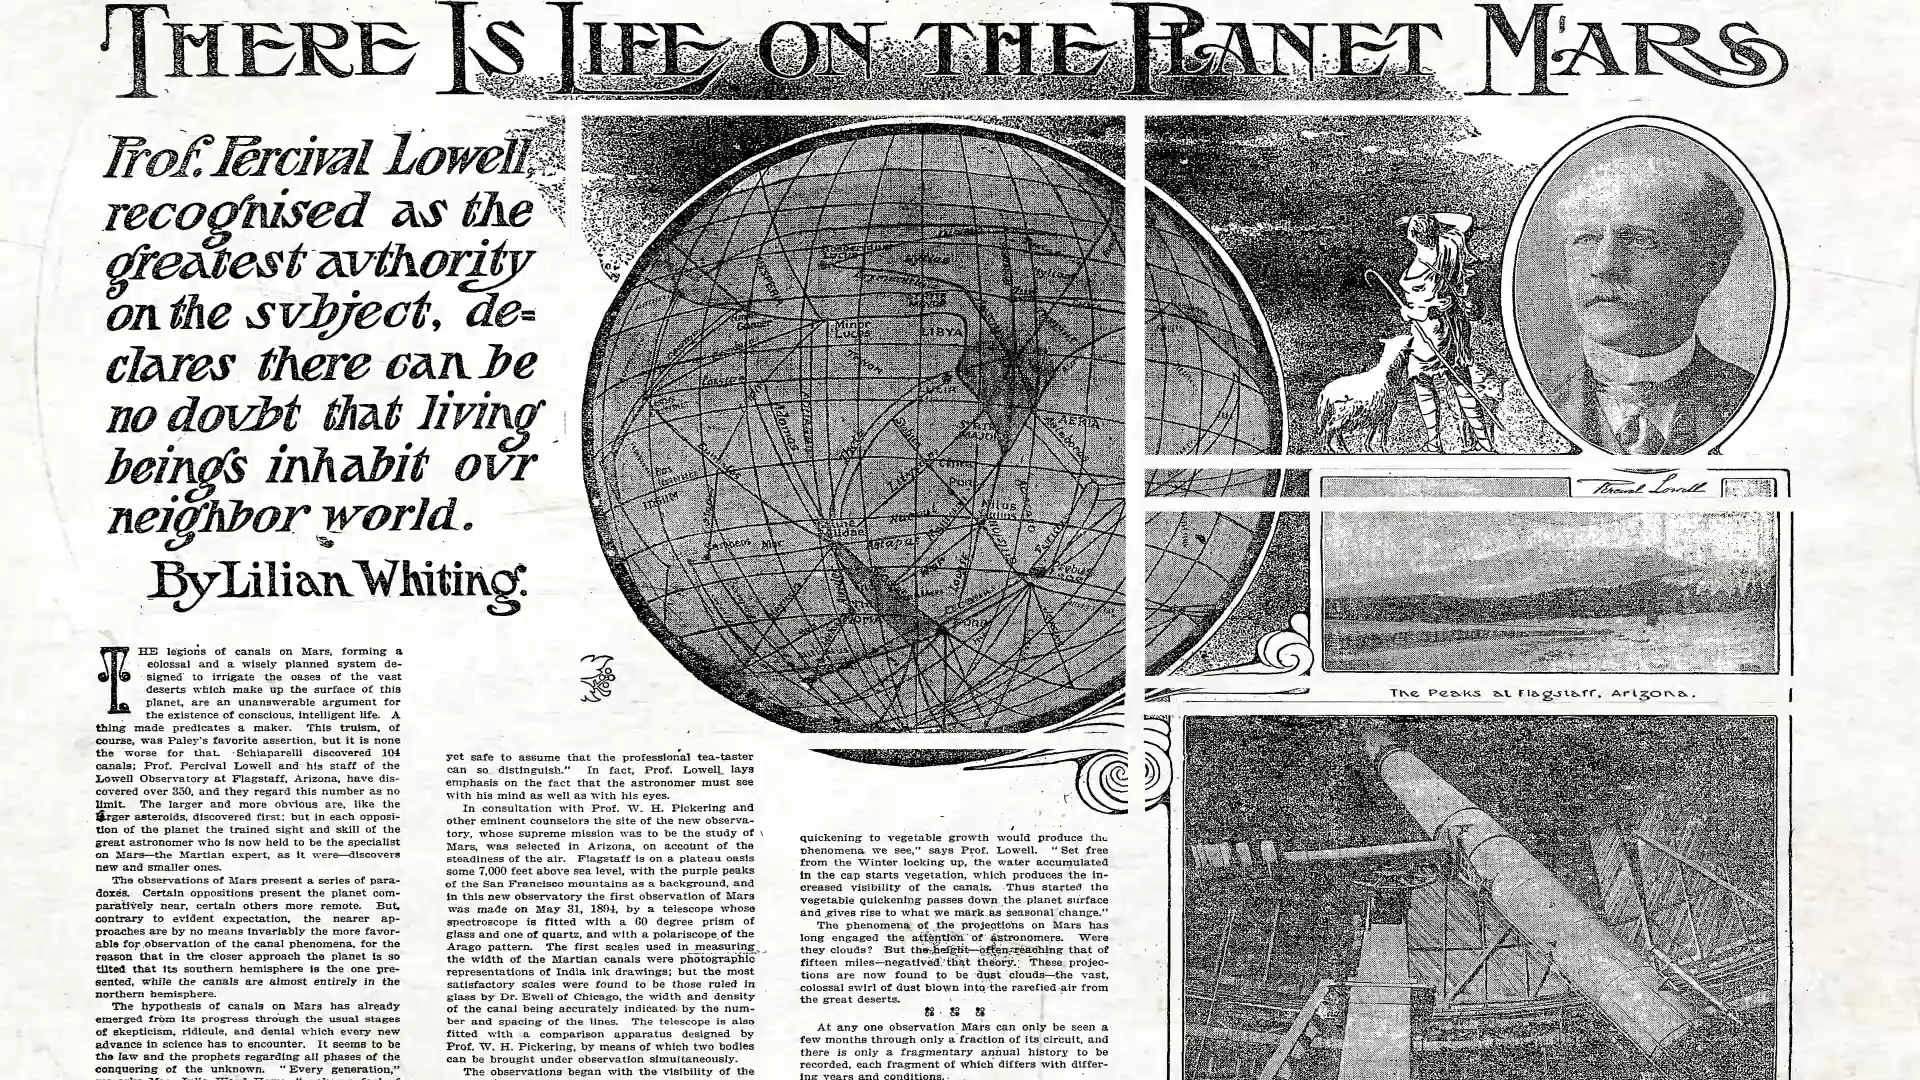 THERE IS LIFE ON THE PLANET MARS
Prof. Percival Lowell,
recognised as the
greatest authority
on the subject, de=
clares there can be
no doubt that living
beings inhabit our
neighbor world.
By Lilian Whiting.
THE legions of canals on Mars, forming a
colossal and a wisely planned system de-
signed to irrigate the oases of the vast
deserts which make up the surface of this
planet, are an unanswerable argument for
the existence of conscious, intelligent life. A
thing made predicates a maker. This truism, of
course, was Paley's favorite assertion, but it is none
the worse for that. Schiaparelli discovered 104
canals; Prof. Percival Lowell and his staff of the
Lowell Observatory at Flagstaff, Arizona, have dis-
covered over 350, and they regard this number as no
limit. The larger and more obvious are, like the
larger asteroids, discovered first; but in each opposi-
tion of the planet the trained sight and skill of the
great astronomer who is now held to be the specialist
on Mars—the Martian expert, as it were—discovers
new and smaller ones.
The observations of Mars present a series of para-
doxes. Certain oppositions present the planet com-
paratively near, certain others more remote. But,
contrary to evident expectation, the nearer ap-
proaches are by no means invariably the more favor-
able for observation of the canal phenomena, for the
reason that in the closer approach the planet is so
tilted that its southern hemisphere is the one pre-
sented, while the canals are almost entirely in the
northern hemisphere.
The hypothesis of canals on Mars has already
emerged from its progress through the usual stages
of skepticism, ridicule, and denial which every new
advance in science has to encounter. It seems to be
the law and the prophets regarding all phases of the
conquering of the unknown. "Every generation,"
yet safe to assume that the professional tea-taster
can so distinguish." In fact, Prof. Lowell lays
emphasis on the fact that the astronomer must see
with his mind as well as with his eyes.
In consultation with Prof. W. H. Pickering and
other eminent counselors the site of the new observa-
tory, whose supreme mission was to be the study of
Mars, was selected in Arizona, on account of the
steadiness of the air. Flagstaff is on a plateau oasis
some 7,000 feet above sea level, with the purple peaks
of the San Francisco mountains as a background, and
in this new observatory the first observation of Mars
was made on May 31, 1894, by a telescope whose
spectroscope is fitted with a 60 degree prism of
glass and one of quartz, and with a polariscope of the
Arago pattern. The first scales used in measuring
the width of the Martian canals were photographic
representations of India ink drawings; but the most
satisfactory scales were found to be those ruled in
glass by Dr. Ewell of Chicago, the width and density
of the canal being accurately indicated by the num-
ber and spacing of the lines. The telescope is also
fitted with a comparison apparatus designed by
Prof. W. H. Pickering, by means of which two bodies
can be brought under observation simultaneously.
The observations began with the visibility of the
quickening to vegetable growth would produce the
phenomena we see," says Prof. Lowell. "Set free
from the Winter locking up, the water accumulated
in the cap starts vegetation, which produces the in-
creased visibility of the canals. Thus started the
vegetable quickening passes down the planet surface
and gives rise to what we mark as seasonal change."
The phenomena of the projections on Mars has
long engaged the attention of astronomers. Were
they clouds? But the height—often reaching that of
fifteen miles—negatived that theory. These projec-
tions are now found to be dust clouds—the vast,
colossal swirl of dust blown into the rarefied air from
the great deserts.
At any one observation Mars can only be seen a
few months through only a fraction of its circuit, and
there is only a fragmentary annual history to be
recorded, each fragment of which differs with differ-
ing years and conditions.
Minor
Lucus
LIBYA
AERIA
Percival Lowell
The Peaks at Flagstaff, Arizona.